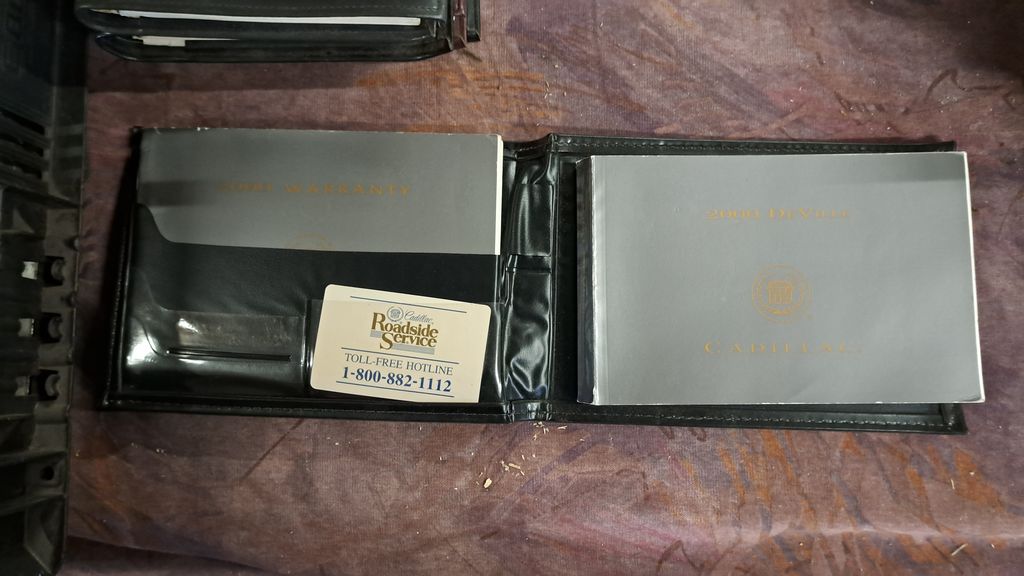 2000 WARRANTY
Cadillac
Roadside
Service
TOLL-FREE HOTLINE
1-800-882-1112
2000 DEVILLE
CADILLAC